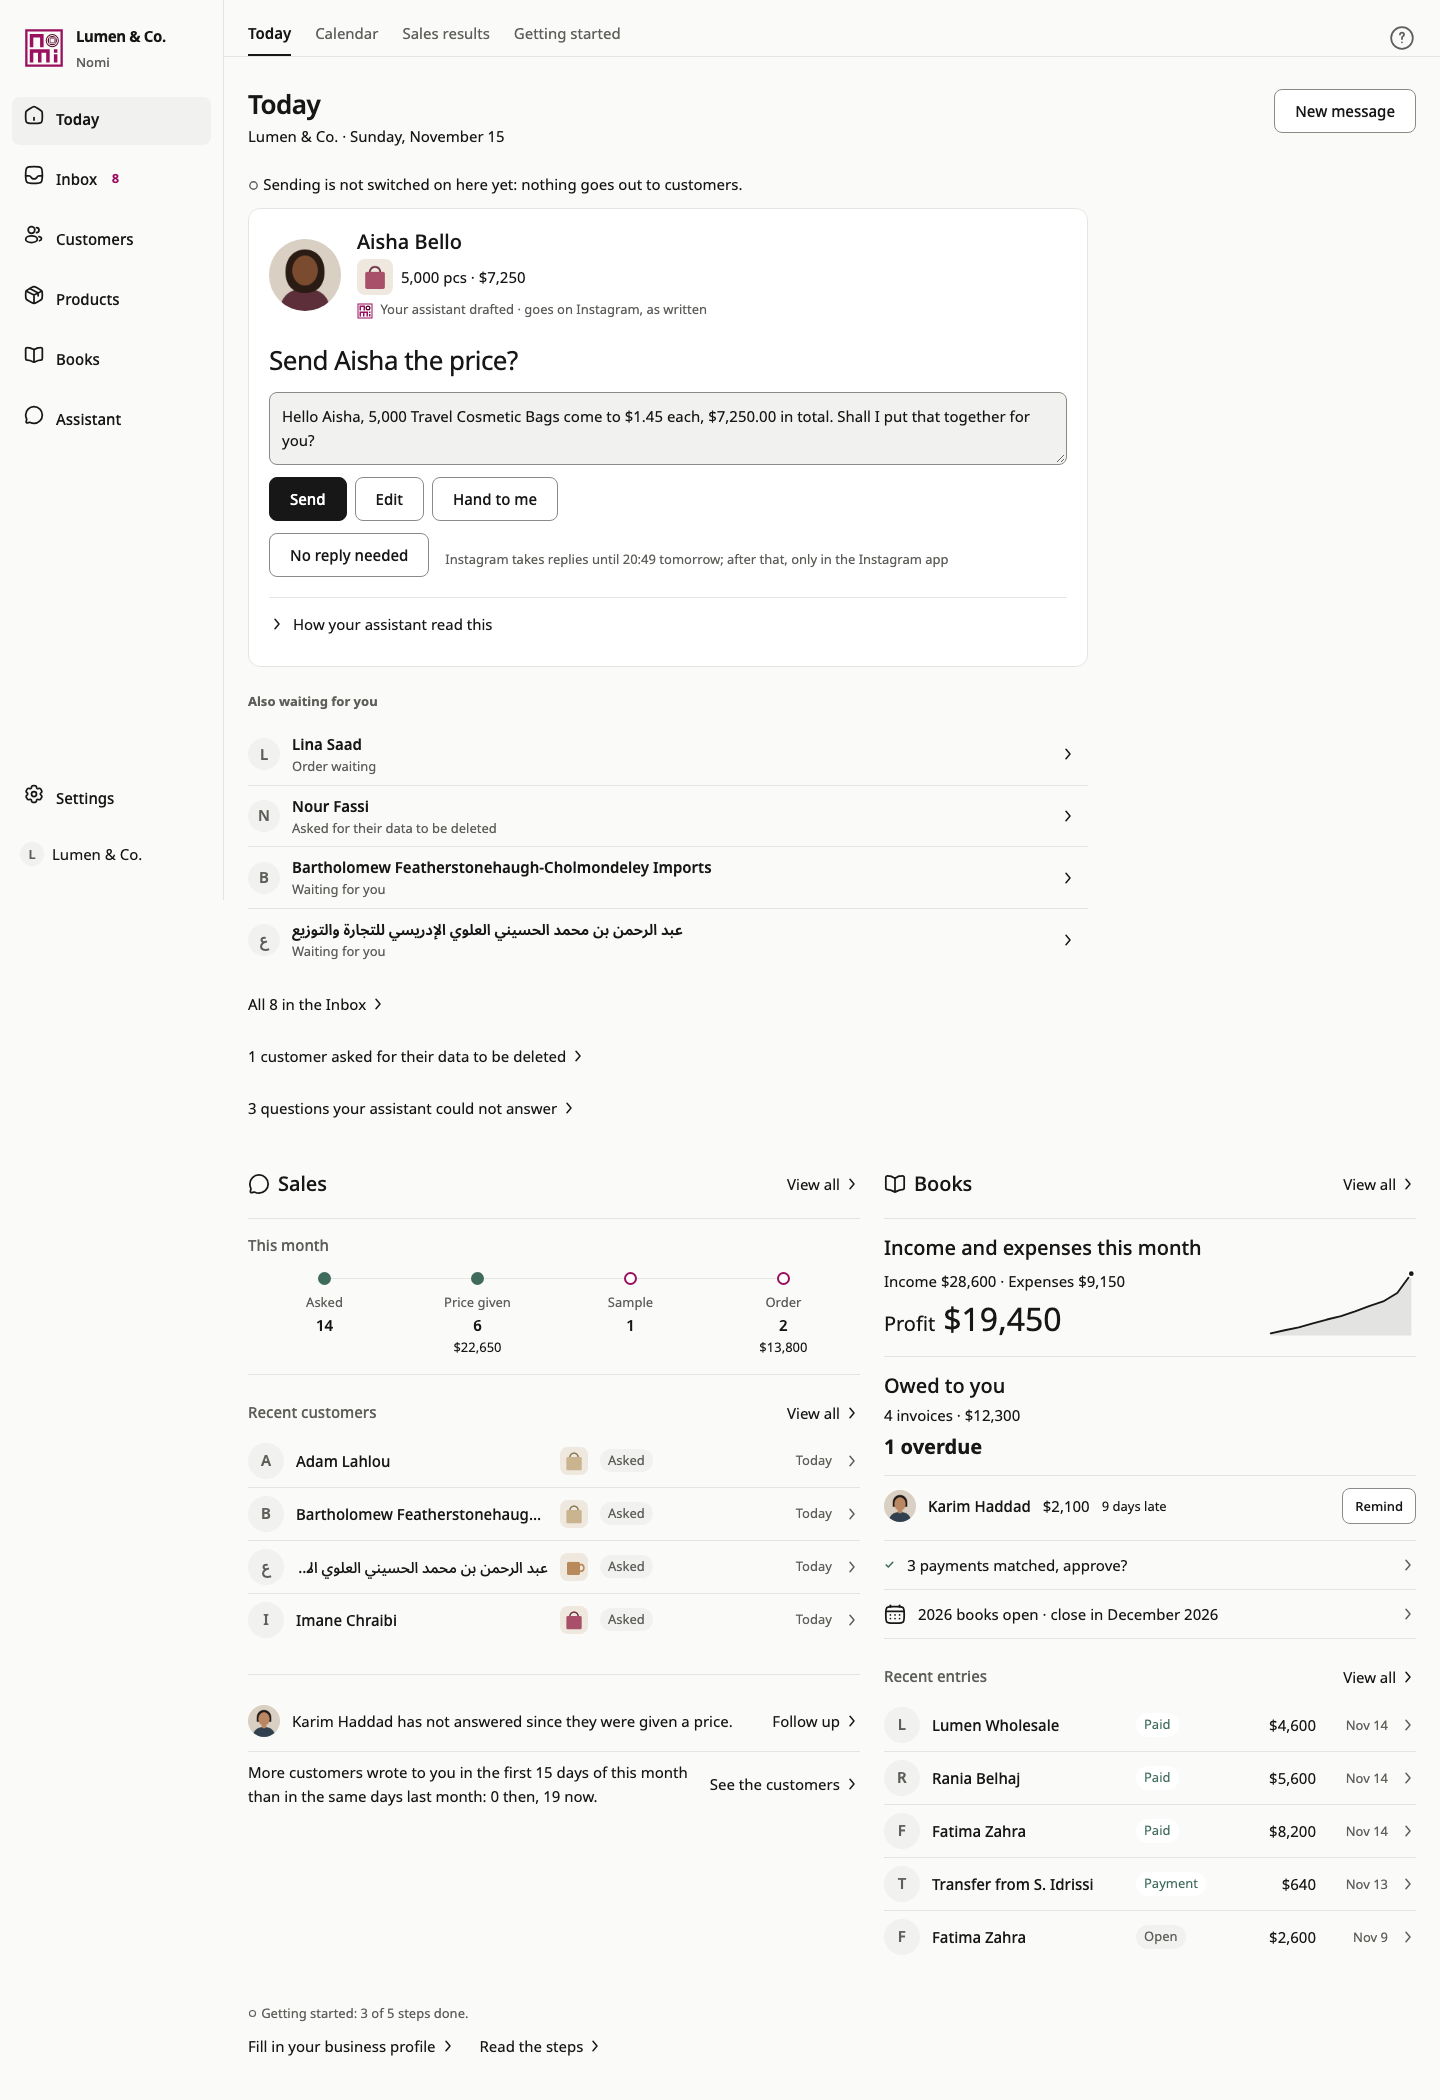 Lumen & Co.
Nomi
Today
Inbox 8
Customers
Products
Books
Assistant
Settings
L Lumen & Co.
Today Calendar Sales results Getting started
Today
New message
Lumen & Co. · Sunday, November 15
Sending is not switched on here yet: nothing goes out to customers.
Aisha Bello
5,000 pcs · $7,250
Your assistant drafted · goes on Instagram, as written
Send Aisha the price?
Hello Aisha, 5,000 Travel Cosmetic Bags come to $1.45 each, $7,250.00 in total. Shall I put that together for
you?
Send Edit Hand to me
No reply needed Instagram takes replies until 20:49 tomorrow; after that, only in the Instagram app
How your assistant read this
Also waiting for you
L Lina Saad
Order waiting
N Nour Fassi
Asked for their data to be deleted
B Bartholomew Featherstonehaugh-Cholmondeley Imports
Waiting for you
ع عبد الرحمن بن محمد الحسيني العلوي الإدريسي للتجارة والتوزيع
Waiting for you
All 8 in the Inbox
1 customer asked for their data to be deleted
3 questions your assistant could not answer
Sales View all
This month
Asked Price given Sample Order
14 6 1 2
$22,650 $13,800
Recent customers View all
A Adam Lahlou Asked Today
B Bartholomew Featherstonehaug... Asked Today
ع عبد الرحمن بن محمد الحسيني العلوي الـ... Asked Today
I Imane Chraibi Asked Today
Karim Haddad has not answered since they were given a price. Follow up
More customers wrote to you in the first 15 days of this month
than in the same days last month: 0 then, 19 now.
See the customers
Books View all
Income and expenses this month
Income $28,600 · Expenses $9,150
Profit $19,450
Owed to you
4 invoices · $12,300
1 overdue
Karim Haddad $2,100 9 days late Remind
3 payments matched, approve?
2026 books open · close in December 2026
Recent entries View all
L Lumen Wholesale Paid $4,600 Nov 14
R Rania Belhaj Paid $5,600 Nov 14
F Fatima Zahra Paid $8,200 Nov 14
T Transfer from S. Idrissi Payment $640 Nov 13
F Fatima Zahra Open $2,600 Nov 9
Getting started: 3 of 5 steps done.
Fill in your business profile Read the steps